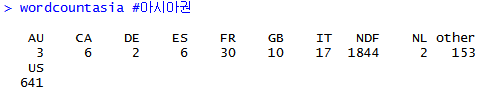 > wordcountasia #아시아권
AU CA DE ES FR GB IT NDF NL other
3 6 2 6 30 10 17 1844 2 153
US
641